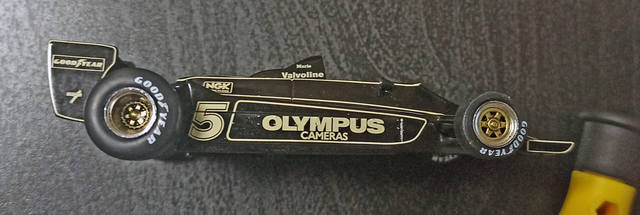 GOODYEAR
GOODYEAR
NGK
Mario
Valvoline
5
OLYMPUS
CAMERAS
GOODYEAR